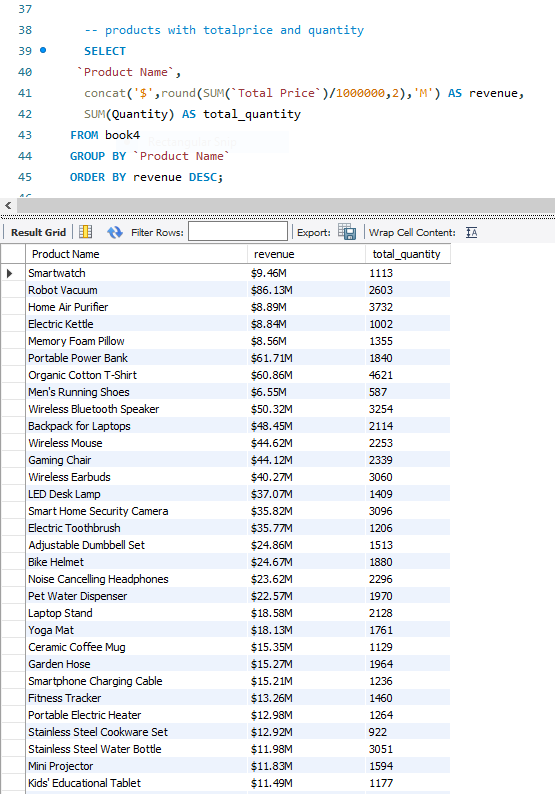 37
38 -- products with totalprice and quantity
39 SELECT
40 `Product Name`,
41 concat('$',round(SUM(`Total Price`)/1000000,2),'M') AS revenue,
42 SUM(Quantity) AS total_quantity
43 FROM book4
44 GROUP BY `Product Name`
45 ORDER BY revenue DESC;
Result Grid Filter Rows: Export: Wrap Cell Content:
Product Name revenue total_quantity
Smartwatch $9.46M 1113
Robot Vacuum $86.13M 2603
Home Air Purifier $8.89M 3732
Electric Kettle $8.84M 1002
Memory Foam Pillow $8.56M 1355
Portable Power Bank $61.71M 1840
Organic Cotton T-Shirt $60.86M 4621
Men's Running Shoes $6.55M 587
Wireless Bluetooth Speaker $50.32M 3254
Backpack for Laptops $48.45M 2114
Wireless Mouse $44.62M 2253
Gaming Chair $44.12M 2339
Wireless Earbuds $40.27M 3060
LED Desk Lamp $37.07M 1409
Smart Home Security Camera $35.82M 3096
Electric Toothbrush $35.77M 1206
Adjustable Dumbbell Set $24.86M 1513
Bike Helmet $24.67M 1880
Noise Cancelling Headphones $23.62M 2296
Pet Water Dispenser $22.57M 1970
Laptop Stand $18.58M 2128
Yoga Mat $18.13M 1761
Ceramic Coffee Mug $15.35M 1129
Garden Hose $15.27M 1964
Smartphone Charging Cable $15.21M 1236
Fitness Tracker $13.26M 1460
Portable Electric Heater $12.98M 1264
Stainless Steel Cookware Set $12.92M 922
Stainless Steel Water Bottle $11.98M 3051
Mini Projector $11.83M 1594
Kids' Educational Tablet $11.49M 1177